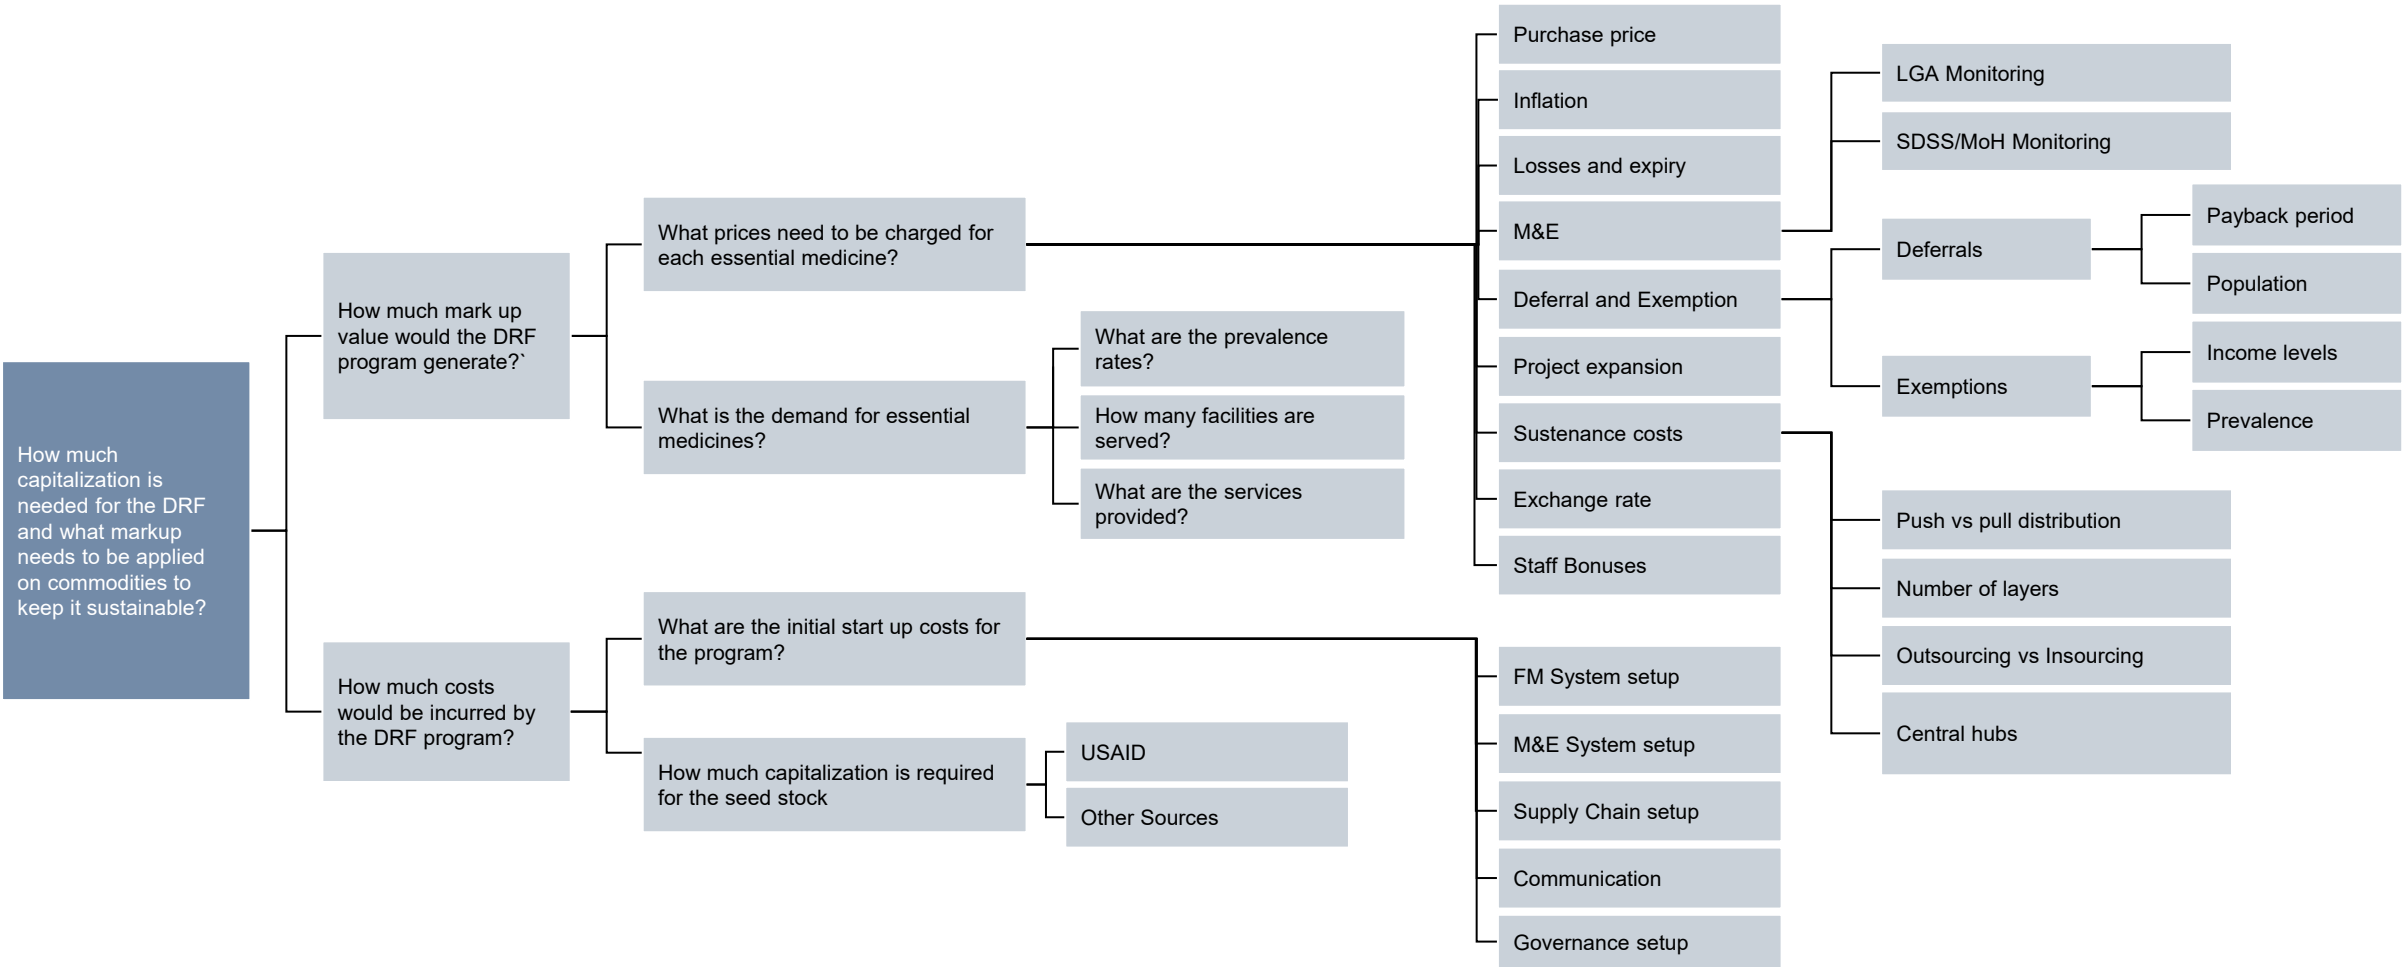 How much
capitalization is
needed for the DRF
and what markup
needs to be applied
on commodities to
keep it sustainable?
How much mark up
value would the DRF
program generate?`
How much costs
would be incurred by
the DRF program?
What prices need to be charged for
each essential medicine?
What is the demand for essential
medicines?
What are the initial start up costs for
the program?
How much capitalization is required
for the seed stock
What are the prevalence
rates?
How many facilities are
served?
What are the services
provided?
USAID
Other Sources
Purchase price
Inflation
Losses and expiry
M&E
Deferral and Exemption
Project expansion
Sustenance costs
Exchange rate
Staff Bonuses
FM System setup
M&E System setup
Supply Chain setup
Communication
Governance setup
LGA Monitoring
SDSS/MoH Monitoring
Deferrals
Exemptions
Push vs pull distribution
Number of layers
Outsourcing vs Insourcing
Central hubs
Payback period
Population
Income levels
Prevalence